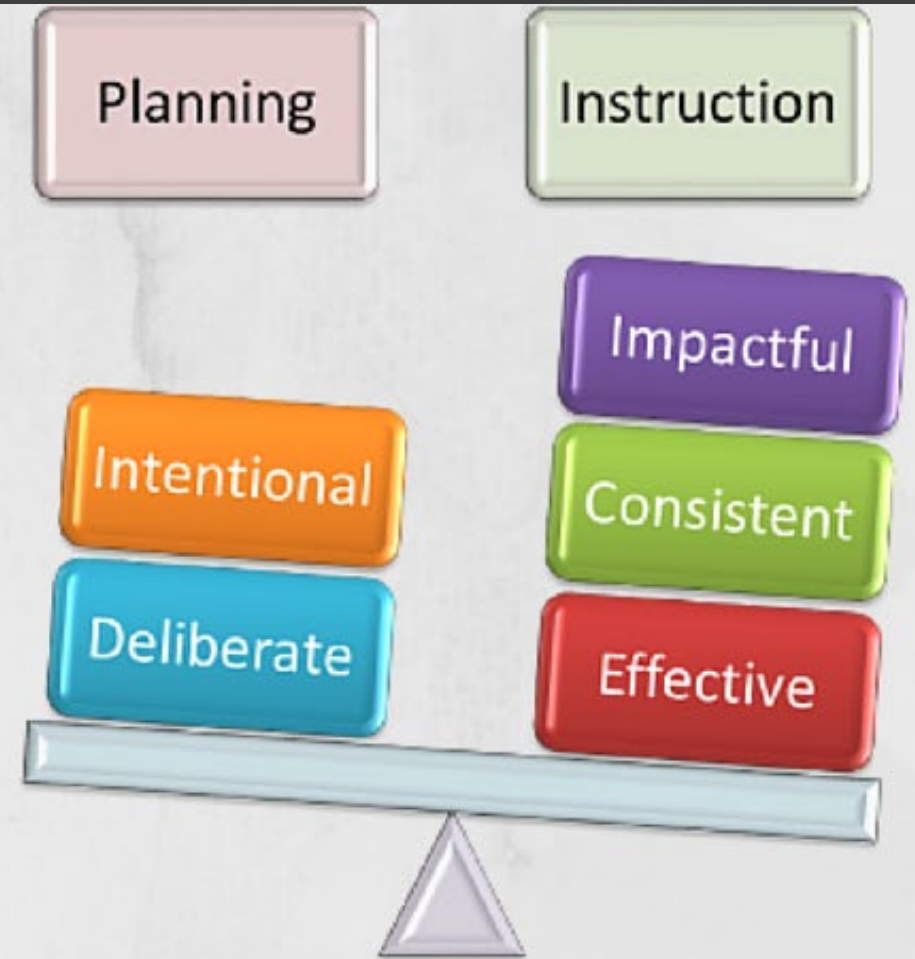 Planning
Instruction
Impactful
Intentional
Consistent
Deliberate
Effective